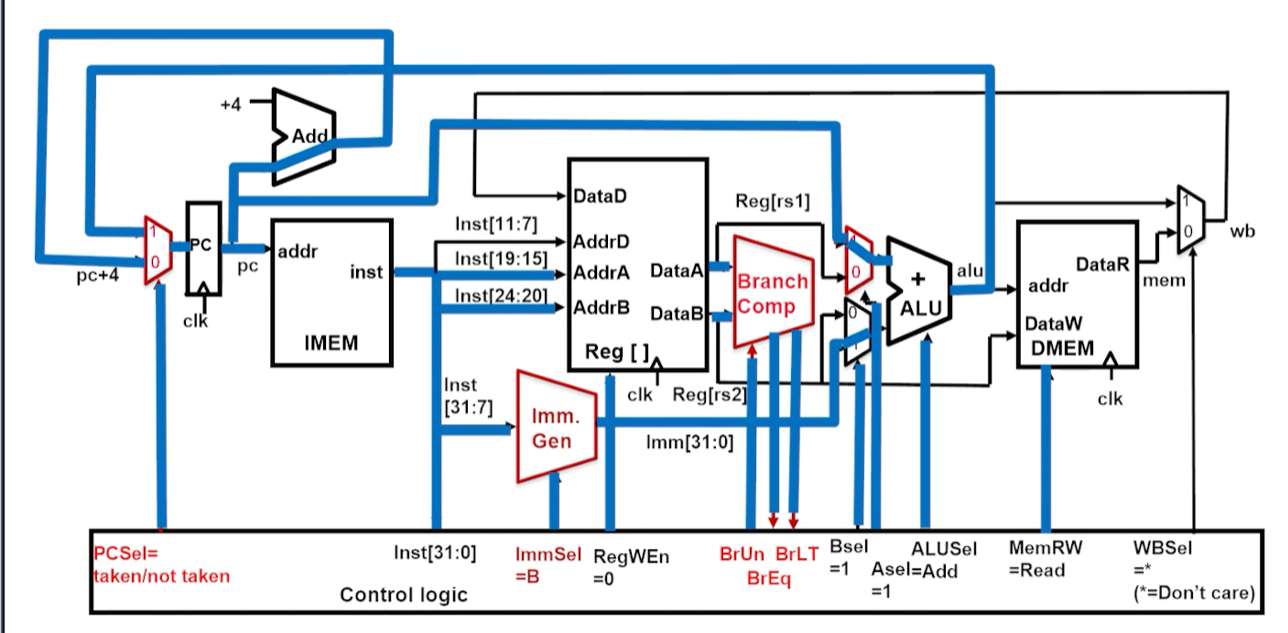 +4
Add
1
0
pc+4
PC
clk
pc
addr
inst
IMEM
Inst[11:7]
Inst[19:15]
Inst[24:20]
Inst
[31:7]
DataD
AddrD
AddrA
AddrB
DataA
DataB
Reg [ ]
clk
Reg[rs1]
Reg[rs2]
Branch
Comp
Imm.
Gen
Imm[31:0]
1
0
0
1
+
ALU
alu
addr
DataW
DMEM
DataR
clk
mem
1
0
wb
PCSel=
taken/not taken
Inst[31:0]
ImmSel
=B
RegWEn
=0
BrUn BrLT
BrEq
Bsel
=1
Asel=
=1
ALUSel
Add
MemRW
=Read
WBSel
=*
(*=Don't care)
Control logic